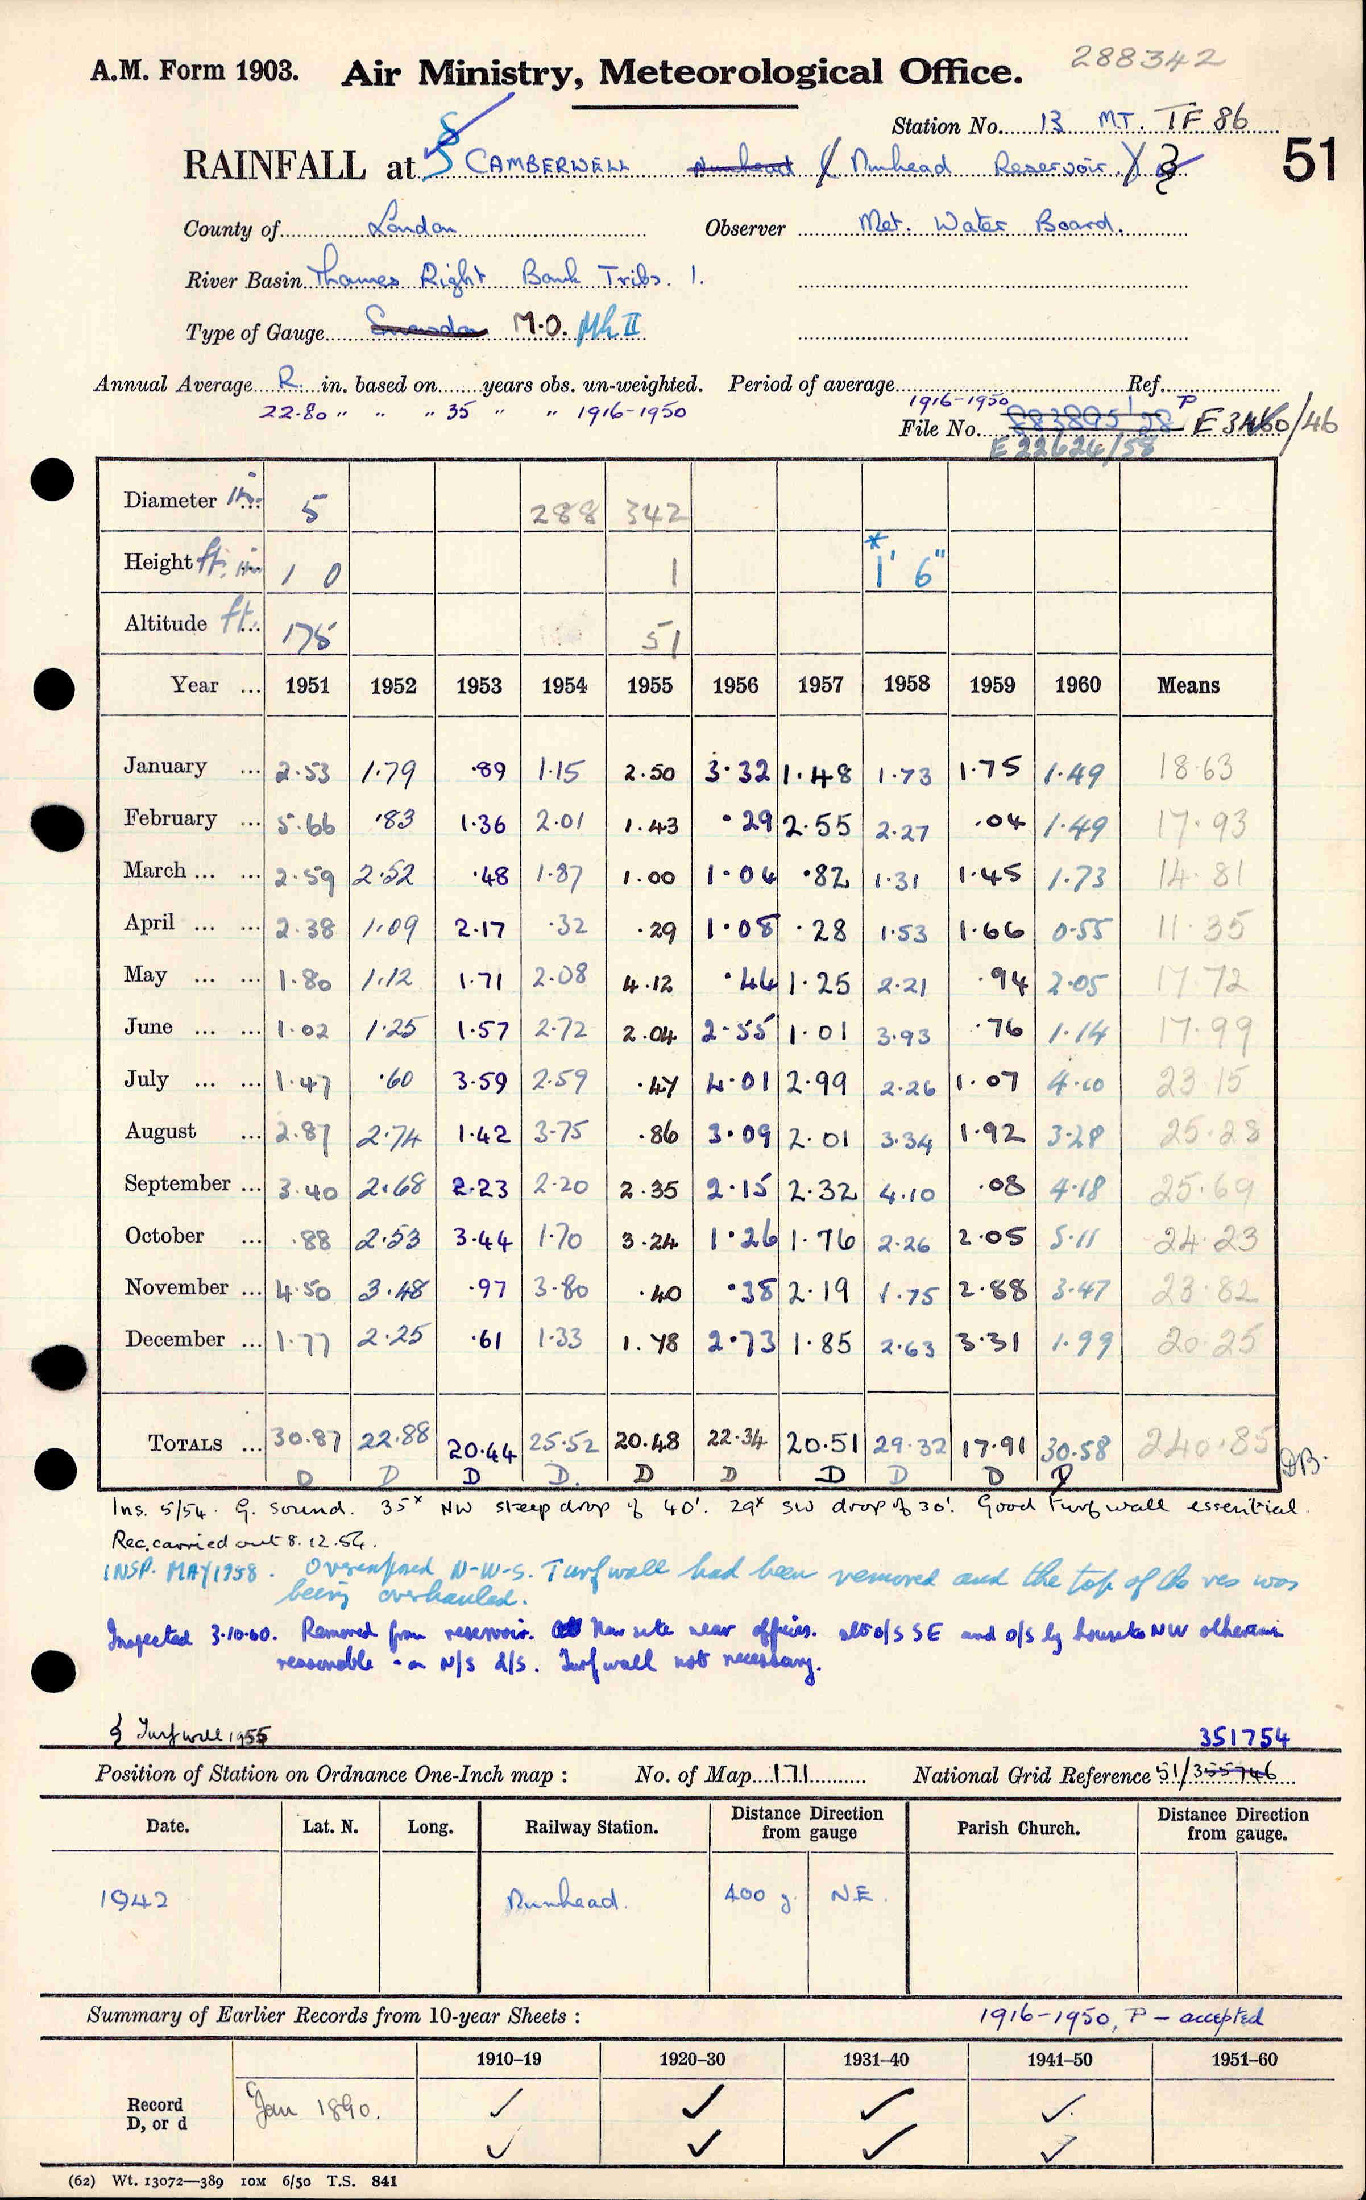 288342
A.M. Form 1903. Air Ministry, Meteorological Office.
Station No. 13 MT. TF 86
RAINFALL at CAMBERWELL Nunhead (Nunhead Reservoir.) 51
County of London Observer Met. Water Board.
River Basin Thames Right Bank Tribs. 1.
Type of Gauge M.O. Mk II
Annual Average R. in. based on years obs. un-weighted. Period of average Ref.
22.80 " " " 35 " " 1916-1950 1916-1950 P
File No. E 3460/46
E 22624/58
Diameter In. 5 288 342
Height ft. in 1 0 1 * 1' 6"
Altitude ft. 175 51
Year ... 1951 1952 1953 1954 1955 1956 1957 1958 1959 1960 Means
January ... 2.53 1.79 .89 1.15 2.50 3.32 1.48 1.73 1.75 1.49 18.63
February ... 5.66 .83 1.36 2.01 1.43 .29 2.55 2.27 .04 1.49 17.93
March ... ... 2.59 2.52 .48 1.87 1.00 1.04 .82 1.31 1.45 1.73 14.81
April ... ... 2.38 1.09 2.17 .32 .29 1.08 .28 1.53 1.66 0.55 11.35
May ... ... 1.80 1.12 1.71 2.08 4.12 .44 1.25 2.21 .94 2.05 17.72
June ... ... 1.02 1.25 1.57 2.72 2.04 2.55 1.01 3.93 .76 1.14 17.99
July ... ... 1.47 .60 3.59 2.59 .47 4.01 2.99 2.26 1.07 4.10 23.15
August ... 2.87 2.74 1.42 3.75 .86 3.09 2.01 3.34 1.92 3.28 25.28
September ... 3.40 2.68 2.23 2.20 2.35 2.15 2.32 4.10 .08 4.18 25.69
October ... .88 2.53 3.44 1.70 3.24 1.26 1.76 2.26 2.05 5.11 24.23
November ... 4.50 3.48 .97 3.80 .40 .38 2.19 1.75 2.88 3.47 23.82
December ... 1.77 2.25 .61 1.33 1.78 2.73 1.85 2.63 3.31 1.99 20.25
TOTALS ... 30.87 22.88 20.44 25.52 20.48 22.34 20.51 29.32 17.91 30.58 240.85
D D D D. D D D D D D DB.
Ins. 5/54. G. sound. 35ˣ NW steep drop of 40'. 29ˣ SW drop of 30'. Good turf wall essential.
Rec. carried out 8.12.54.
INSP. MAY 1958. Overexposed N-W-S. Turf wall had been removed and the top of the res was
being overhauled.
Inspected 3.10.60. Removed from reservoir. New site near offices. slt o/s SE and o/s by house to NW otherwise
reasonable - on N/S d/s. Turf wall not necessary.
Turf wall 1955
351754
Position of Station on Ordnance One-Inch map : No. of Map 171 National Grid Reference 51/355746
Date. Lat. N. Long. Railway Station. Distance Direction from gauge Parish Church. Distance Direction from gauge.
1942 Nunhead. 400 y. N.E.
Summary of Earlier Records from 10-year Sheets : 1916-1950, P - accepted
1910–19 1920–30 1931–40 1941–50 1951–60
Record D, or d Jan 1890. ✓ ✓ ✓ ✓
✓ ✓ ✓ ✓
(62) Wt. 13072—389 10M 6/50 T.S. 841